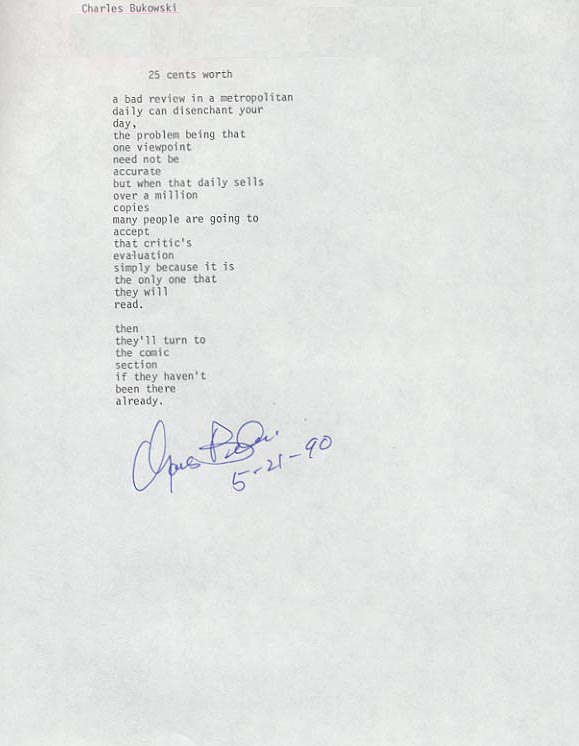 Charles Bukowski
25 cents worth
a bad review in a metropolitan
daily can disenchant your
day,
the problem being that
one viewpoint
need not be
accurate
but when that daily sells
over a million
copies
many people are going to
accept
that critic's
evaluation
simply because it is
the only one that
they will
read.
then
they'll turn to
the comic
section
if they haven't
been there
already.
5-21-90